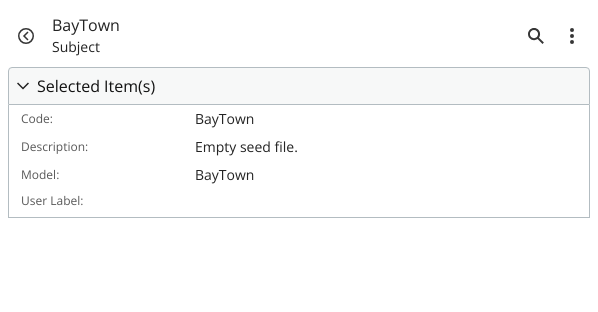 BayTown
Subject
Selected Item(s)
Code: BayTown
Description: Empty seed file.
Model: BayTown
User Label: